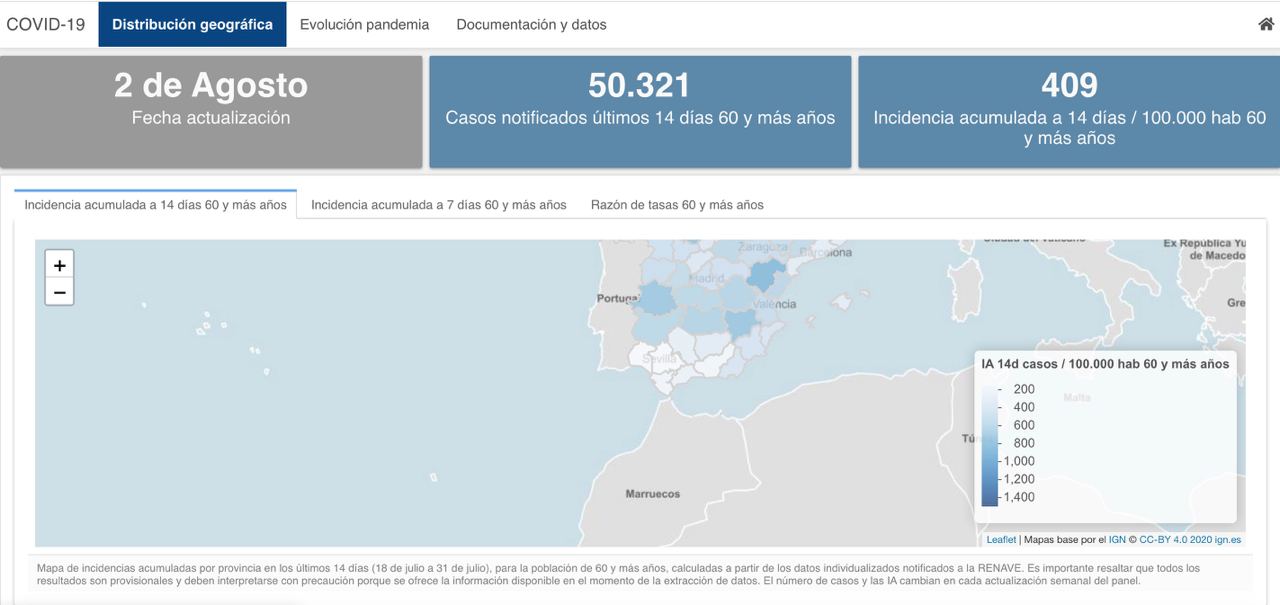 COVID-19
Distribución geográfica
Evolución pandemia
Documentación y datos
2 de Agosto
Fecha actualización
50.321
Casos notificados últimos 14 días 60 y más años
409
Incidencia acumulada a 14 días / 100.000 hab 60
y más años
Incidencia acumulada a 14 días 60 y más años
Incidencia acumulada a 7 días 60 y más años
Razón de tasas 60 y más años
+
−
Zaragoza
Barcelona
Madrid
Portugal
València
Sevilla
Marruecos
Ciudad del Vaticano
Ex Republica Yu
de Macedo
Gre
Malta
Tú
IA 14d casos / 100.000 hab 60 y más años
200
400
600
800
1,000
1,200
1,400
Leaflet | Mapas base por el IGN © CC-BY 4.0 2020 ign.es
Mapa de incidencias acumuladas por provincia en los últimos 14 días (18 de julio a 31 de julio), para la población de 60 y más años, calculadas a partir de los datos individualizados notificados a la RENAVE. Es importante resaltar que todos los
resultados son provisionales y deben interpretarse con precaución porque se ofrece la información disponible en el momento de la extracción de datos. El número de casos y las IA cambian en cada actualización semanal del panel.